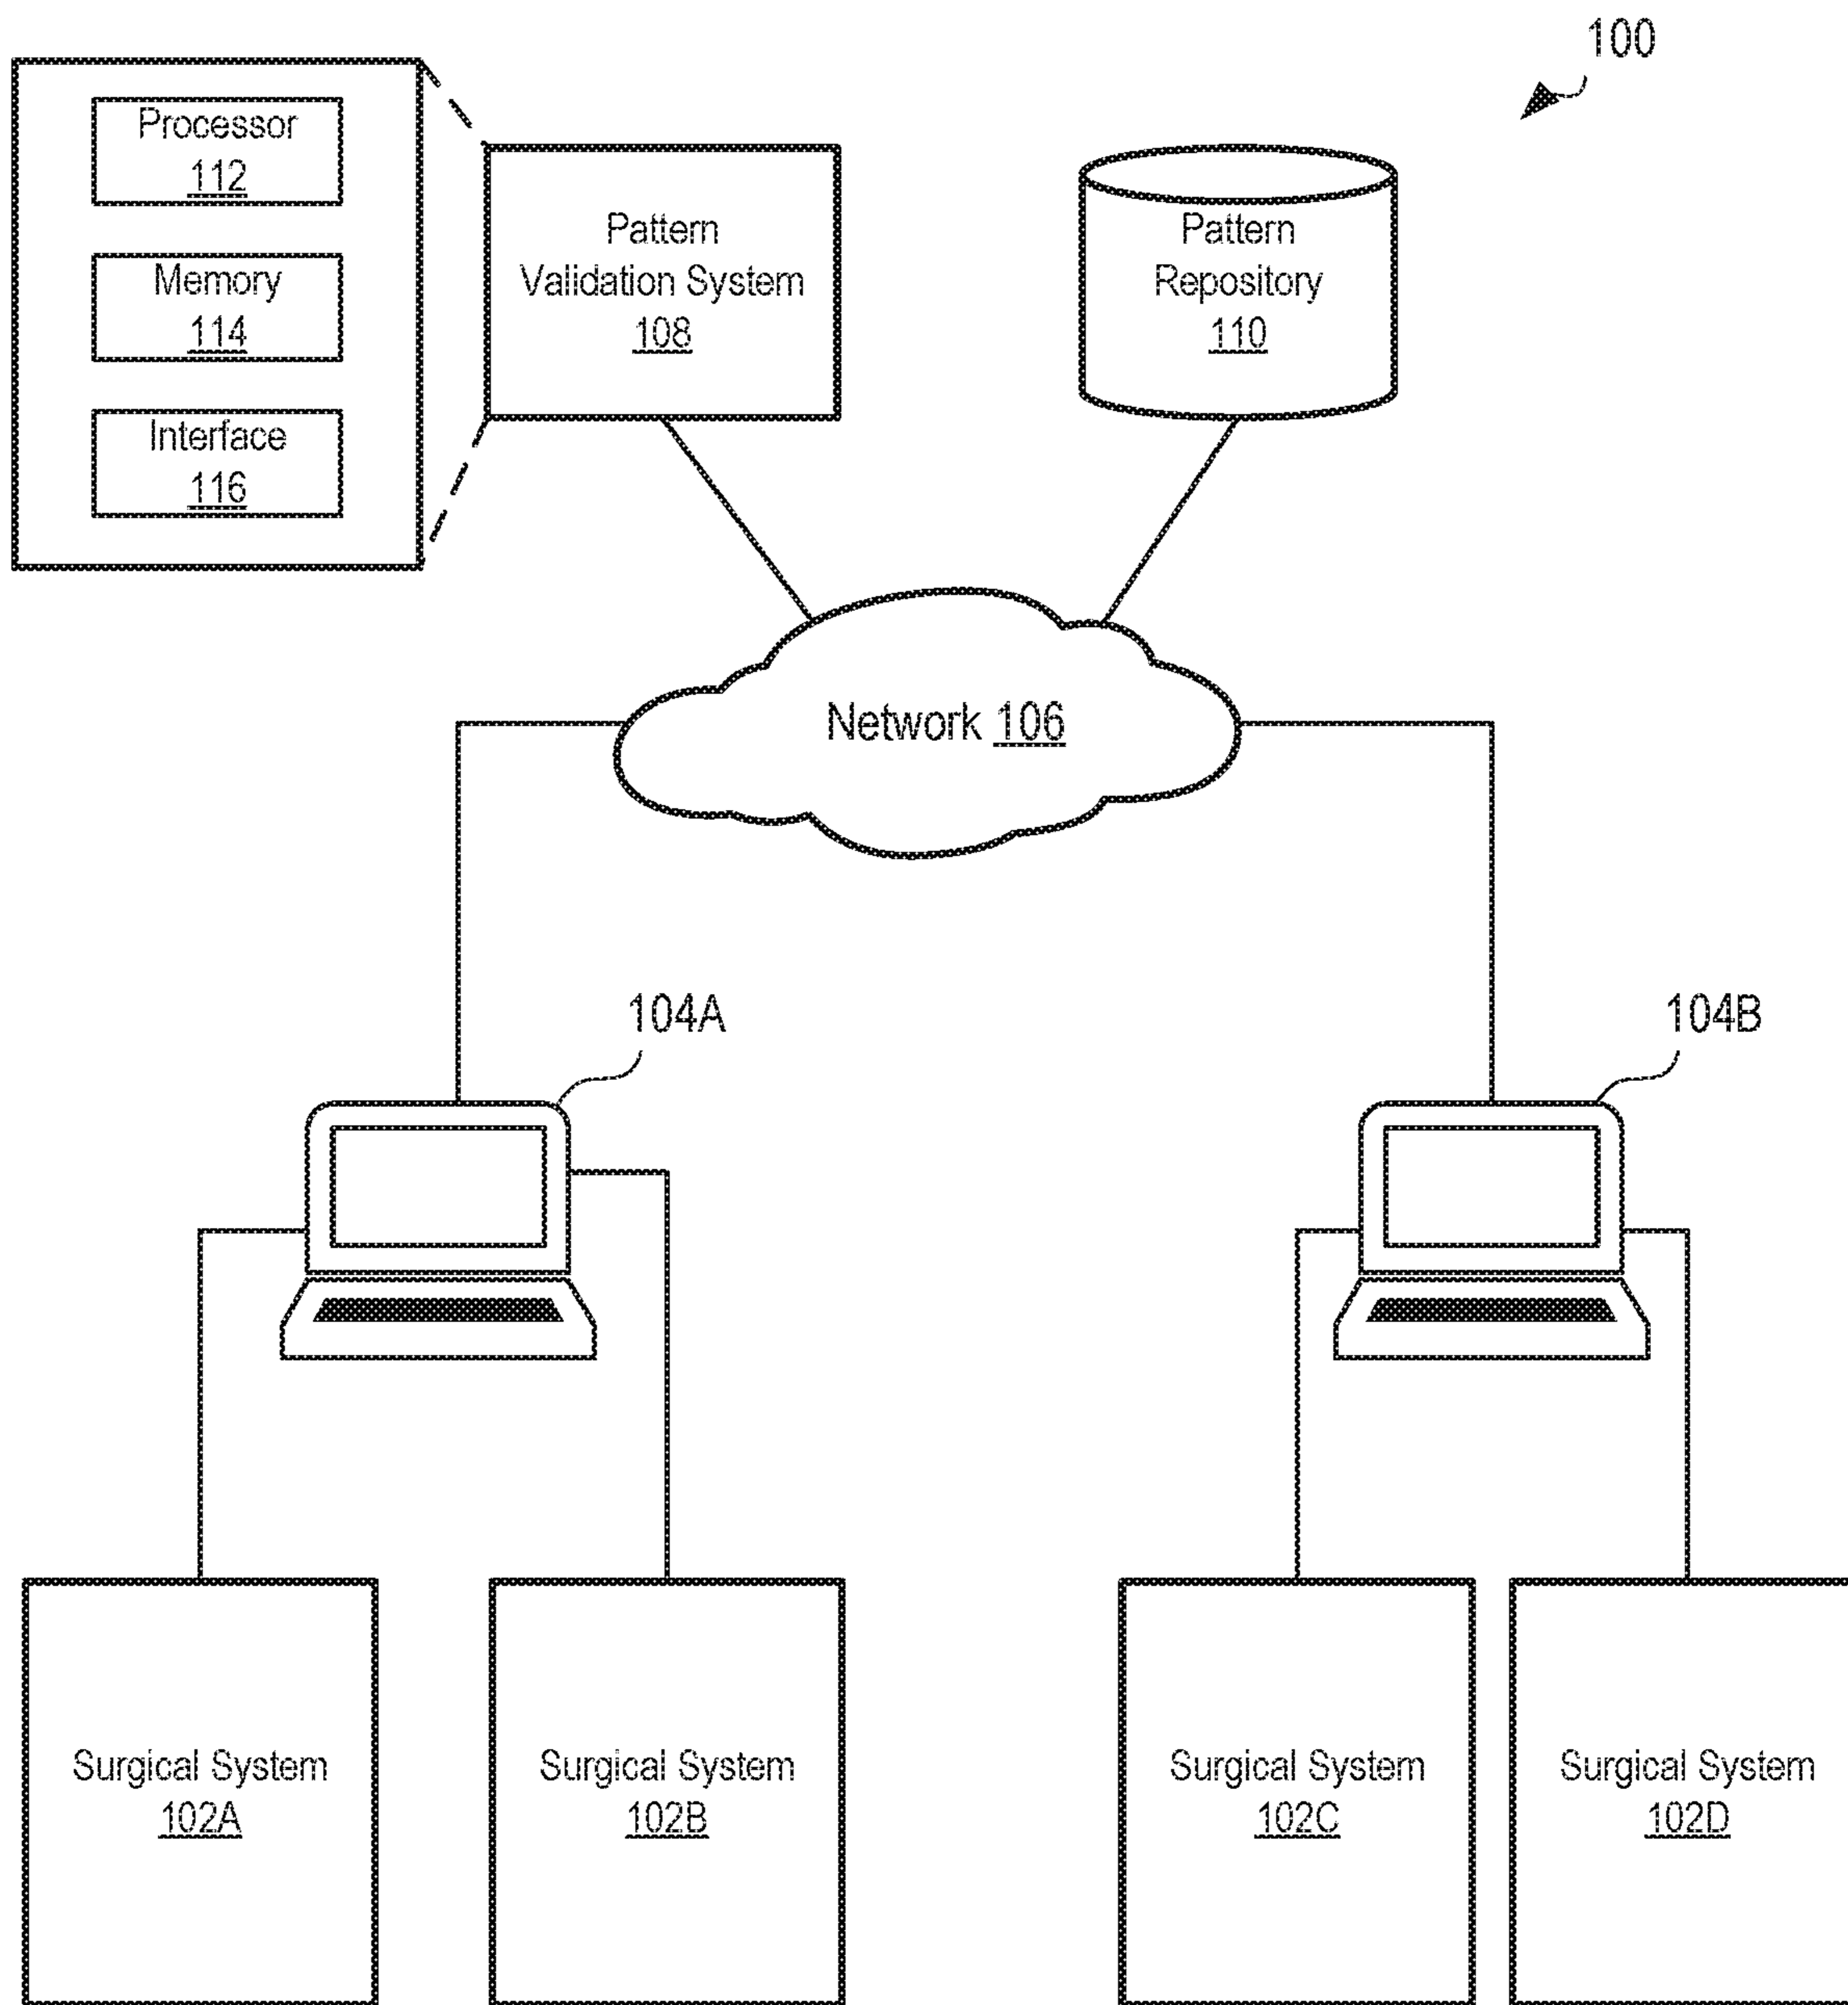 100
Processor
112
Memory
114
Interface
116
Pattern
Validation System
108
Pattern
Repository
110
Network 106
104A
104B
Surgical System
102A
Surgical System
102B
Surgical System
102C
Surgical System
102D